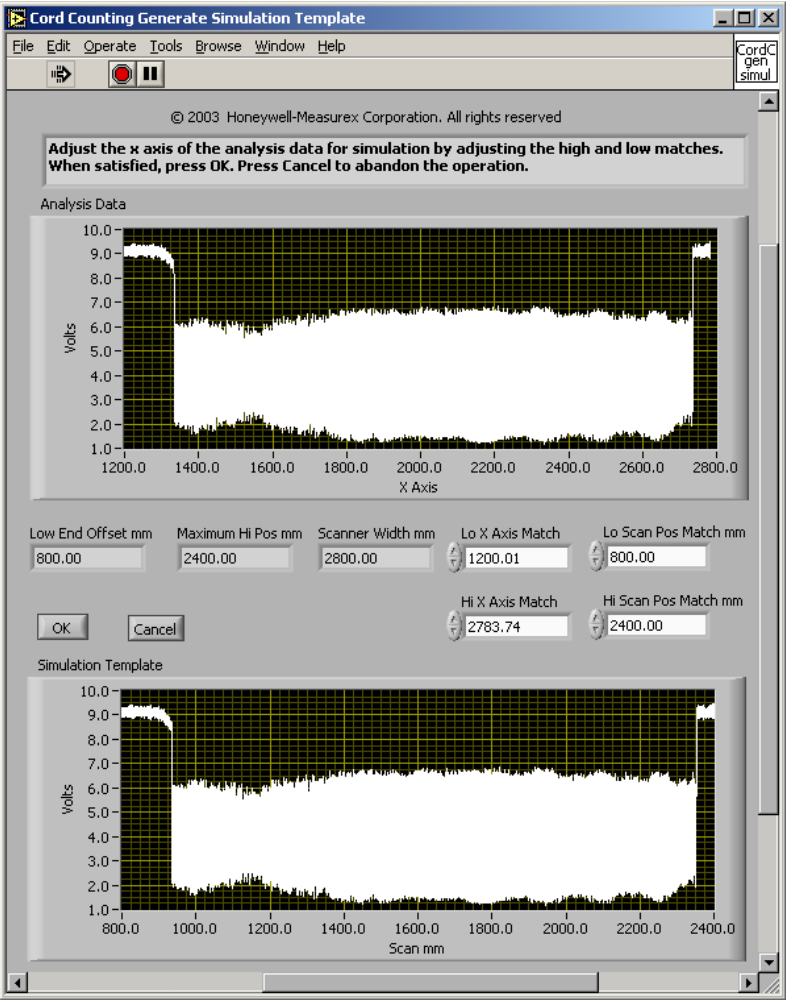 Cord Counting Generate Simulation Template
File Edit Operate Tools Browse Window Help
CordC
gen
simul
© 2003 Honeywell-Measurex Corporation. All rights reserved
Adjust the x axis of the analysis data for simulation by adjusting the high and low matches.
When satisfied, press OK. Press Cancel to abandon the operation.
Analysis Data
10.0
9.0
8.0
7.0
6.0
5.0
4.0
3.0
2.0
1.0
Volts
1200.0 1400.0 1600.0 1800.0 2000.0 2200.0 2400.0 2600.0 2800.0
X Axis
Low End Offset mm Maximum Hi Pos mm Scanner Width mm Lo X Axis Match Lo Scan Pos Match mm
800.00 2400.00 2800.00 1200.01 800.00
Hi X Axis Match Hi Scan Pos Match mm
OK Cancel 2783.74 2400.00
Simulation Template
10.0
9.0
8.0
7.0
6.0
5.0
4.0
3.0
2.0
1.0
Volts
800.0 1000.0 1200.0 1400.0 1600.0 1800.0 2000.0 2200.0 2400.0
Scan mm